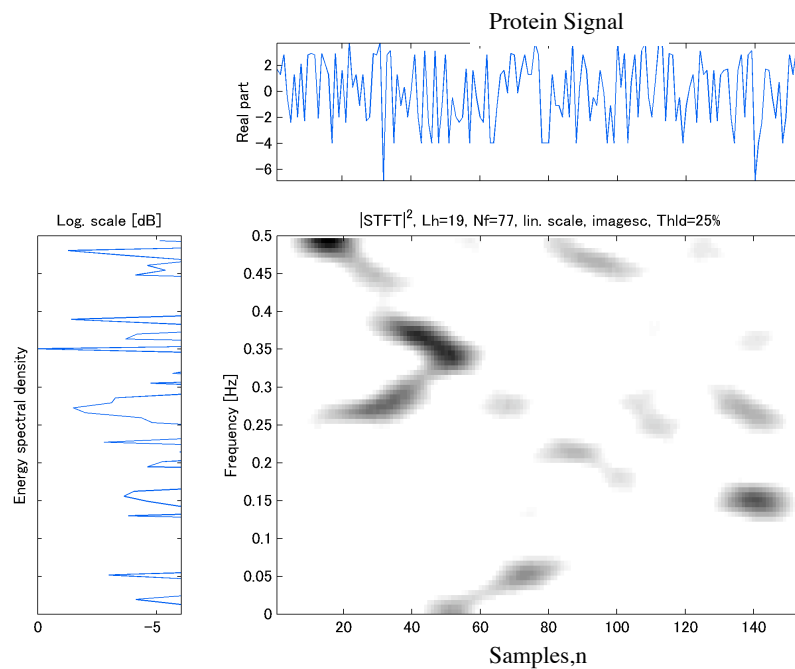 Protein Signal
Real part
2
0
−2
−4
−6
Log. scale [dB]
|STFT|², Lh=19, Nf=77, lin. scale, imagesc, Thld=25%
Energy spectral density
Frequency [Hz]
0.5
0.45
0.4
0.35
0.3
0.25
0.2
0.15
0.1
0.05
0
0 −5
20 40 60 80 100 120 140
Samples,n